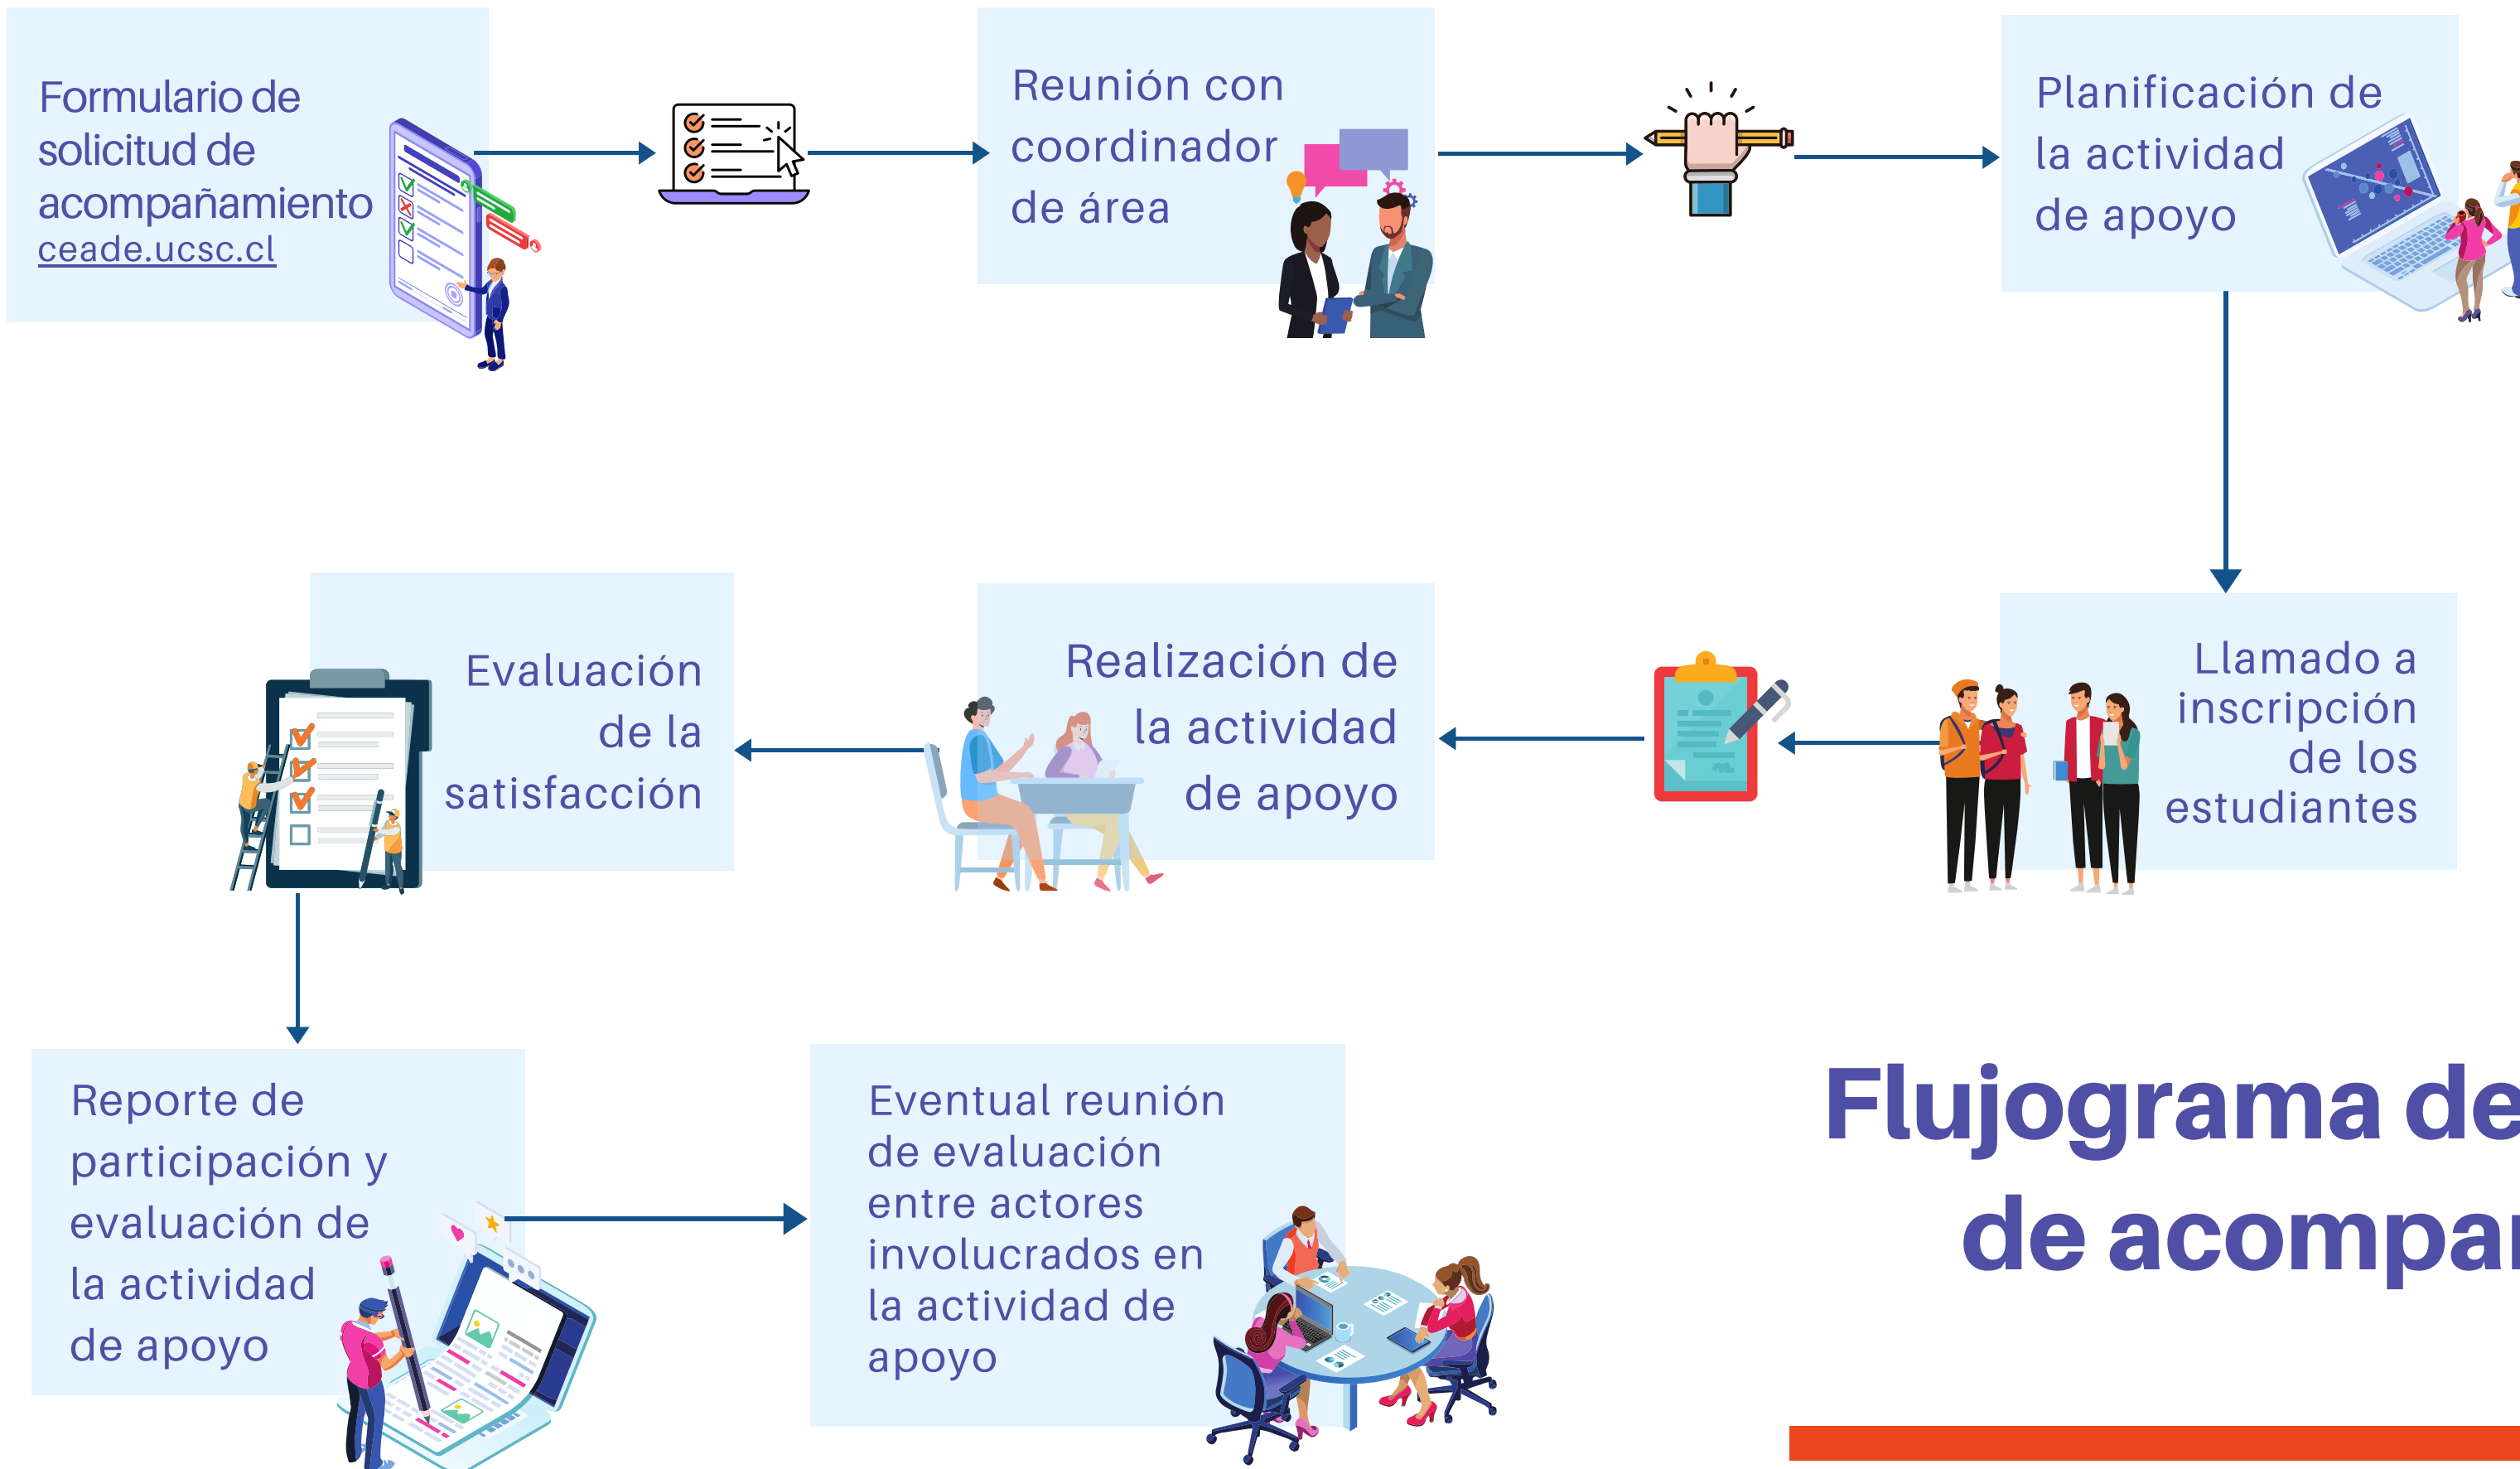 Formulario de
solicitud de
acompañamiento
ceade.ucsc.cl
Reunión con
coordinador
de área
Planificación de
la actividad
de apoyo
Llamado a
inscripción
de los
estudiantes
Realización de
la actividad
de apoyo
Evaluación
de la
satisfacción
Reporte de
participación y
evaluación de
la actividad
de apoyo
Eventual reunión
de evaluación
entre actores
involucrados en
la actividad de
apoyo
Flujograma de
de